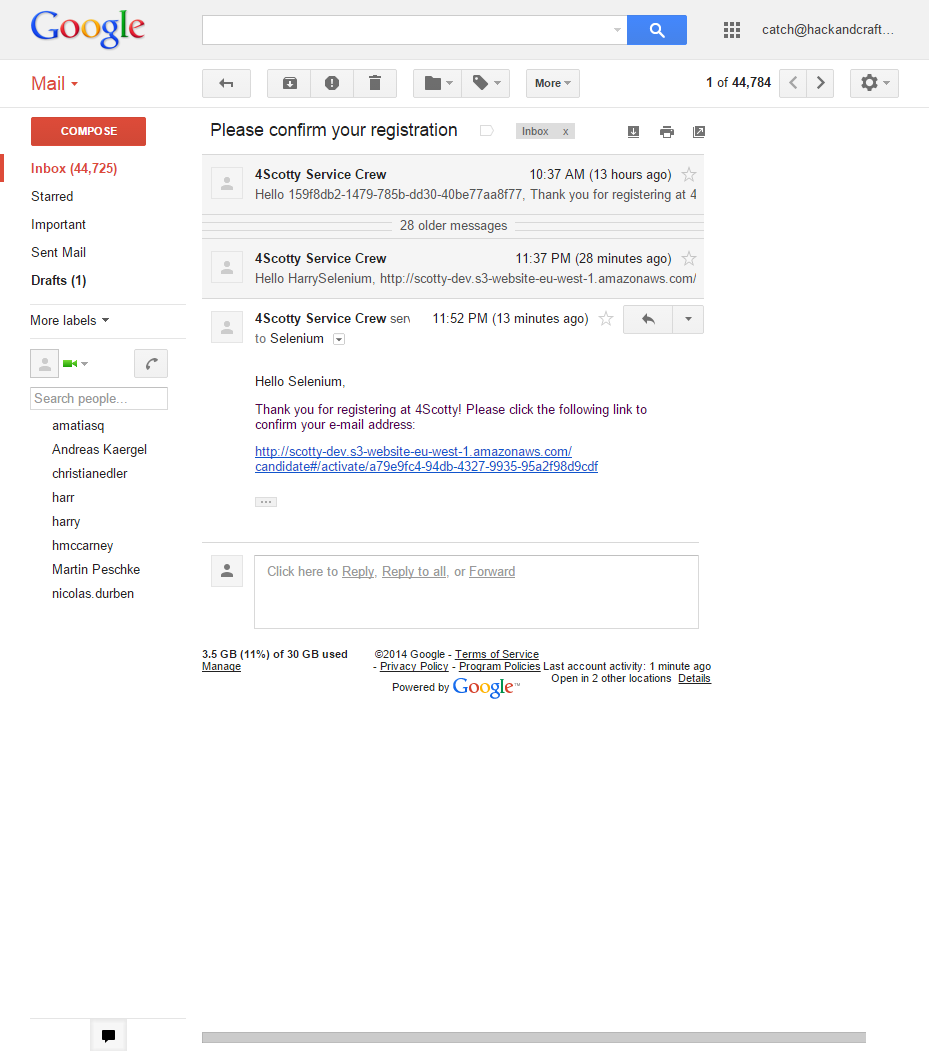 Google
catch@hackandcraft...
Mail
More
1 of 44,784
COMPOSE
Inbox (44,725)
Starred
Important
Sent Mail
Drafts (1)
More labels
Search people...
amatiasq
Andreas Kaergel
christianedler
harr
harry
hmccarney
Martin Peschke
nicolas.durben
Please confirm your registration
Inbox x
4Scotty Service Crew 10:37 AM (13 hours ago)
Hello 159f8db2-1479-785b-dd30-40be77aa8f77, Thank you for registering at 4
28 older messages
4Scotty Service Crew 11:37 PM (28 minutes ago)
Hello HarrySelenium, http://scotty-dev.s3-website-eu-west-1.amazonaws.com/
4Scotty Service Crew serv 11:52 PM (13 minutes ago)
to Selenium
Hello Selenium,
Thank you for registering at 4Scotty! Please click the following link to
confirm your e-mail address:
http://scotty-dev.s3-website-eu-west-1.amazonaws.com/
candidate#/activate/a79e9fc4-94db-4327-9935-95a2f98d9cdf
Click here to Reply, Reply to all, or Forward
3.5 GB (11%) of 30 GB used
Manage
©2014 Google - Terms of Service
- Privacy Policy - Program Policies
Powered by Google™
Last account activity: 1 minute ago
Open in 2 other locations Details